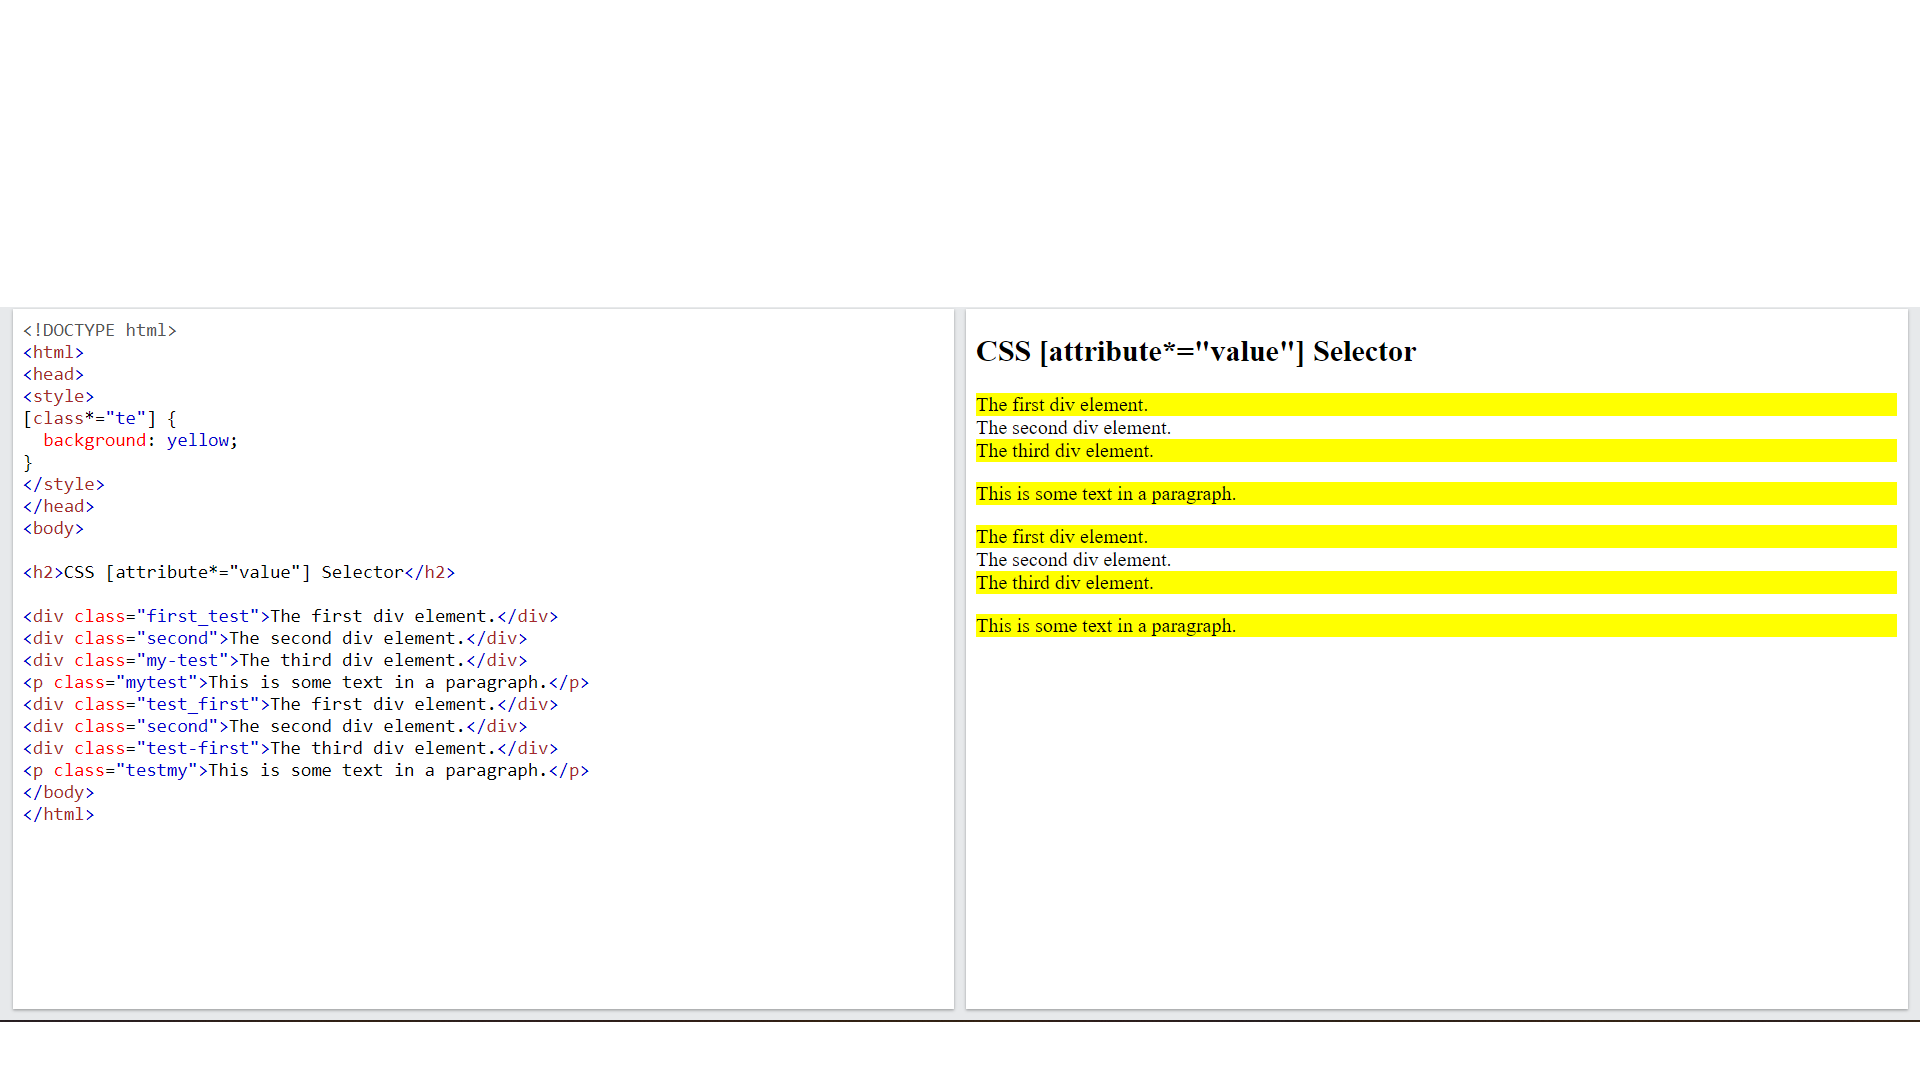 <!DOCTYPE html>
<html>
<head>
<style>
[class*="te"] {
  background: yellow;
}
</style>
</head>
<body>
<h2>CSS [attribute*="value"] Selector</h2>
<div class="first_test">The first div element.</div>
<div class="second">The second div element.</div>
<div class="my-test">The third div element.</div>
<p class="mytest">This is some text in a paragraph.</p>
<div class="test_first">The first div element.</div>
<div class="second">The second div element.</div>
<div class="test-first">The third div element.</div>
<p class="testmy">This is some text in a paragraph.</p>
</body>
</html>
CSS [attribute*="value"] Selector
The first div element.
The second div element.
The third div element.
This is some text in a paragraph.
The first div element.
The second div element.
The third div element.
This is some text in a paragraph.